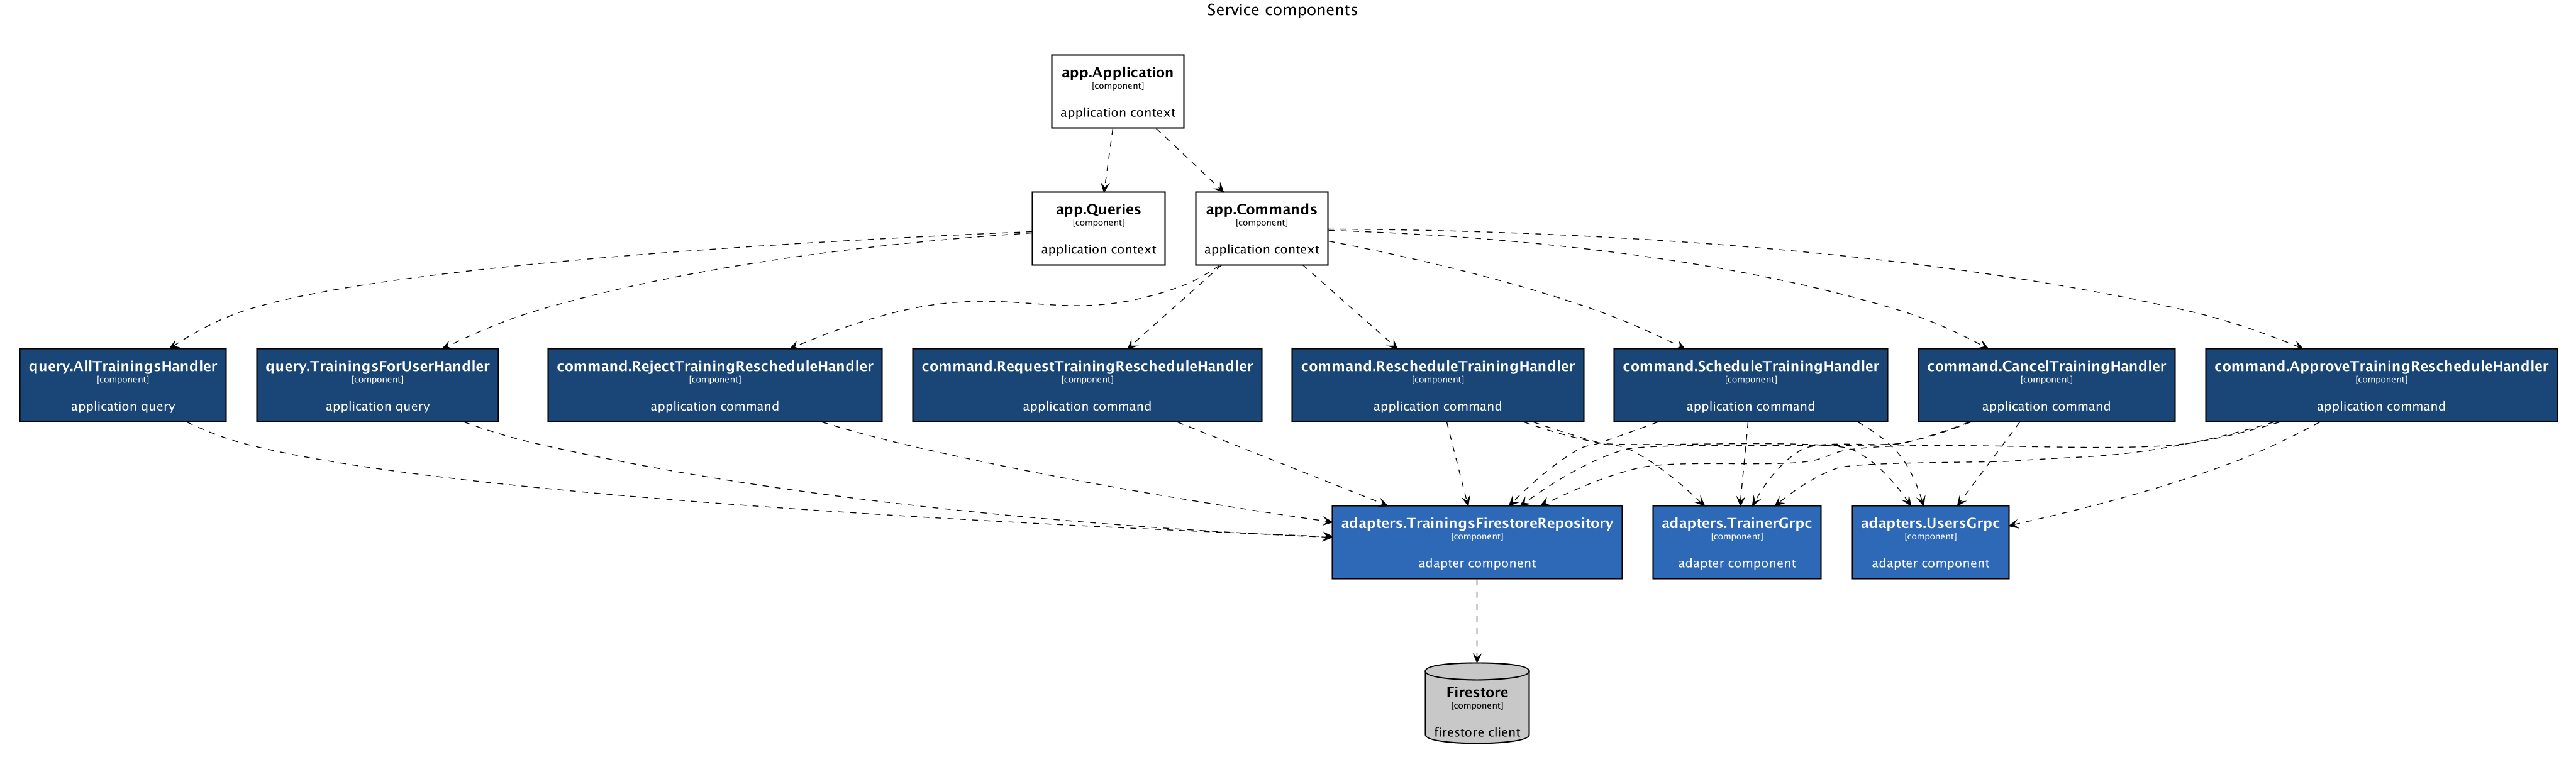 Service components
app.Application
[component]
application context
app.Queries
[component]
application context
app.Commands
[component]
application context
query.AllTrainingsHandler
[component]
application query
query.TrainingsForUserHandler
[component]
application query
command.RejectTrainingRescheduleHandler
[component]
application command
command.RequestTrainingRescheduleHandler
[component]
application command
command.RescheduleTrainingHandler
[component]
application command
command.ScheduleTrainingHandler
[component]
application command
command.CancelTrainingHandler
[component]
application command
command.ApproveTrainingRescheduleHandler
[component]
application command
adapters.TrainingsFirestoreRepository
[component]
adapter component
adapters.TrainerGrpc
[component]
adapter component
adapters.UsersGrpc
[component]
adapter component
Firestore
[component]
firestore client